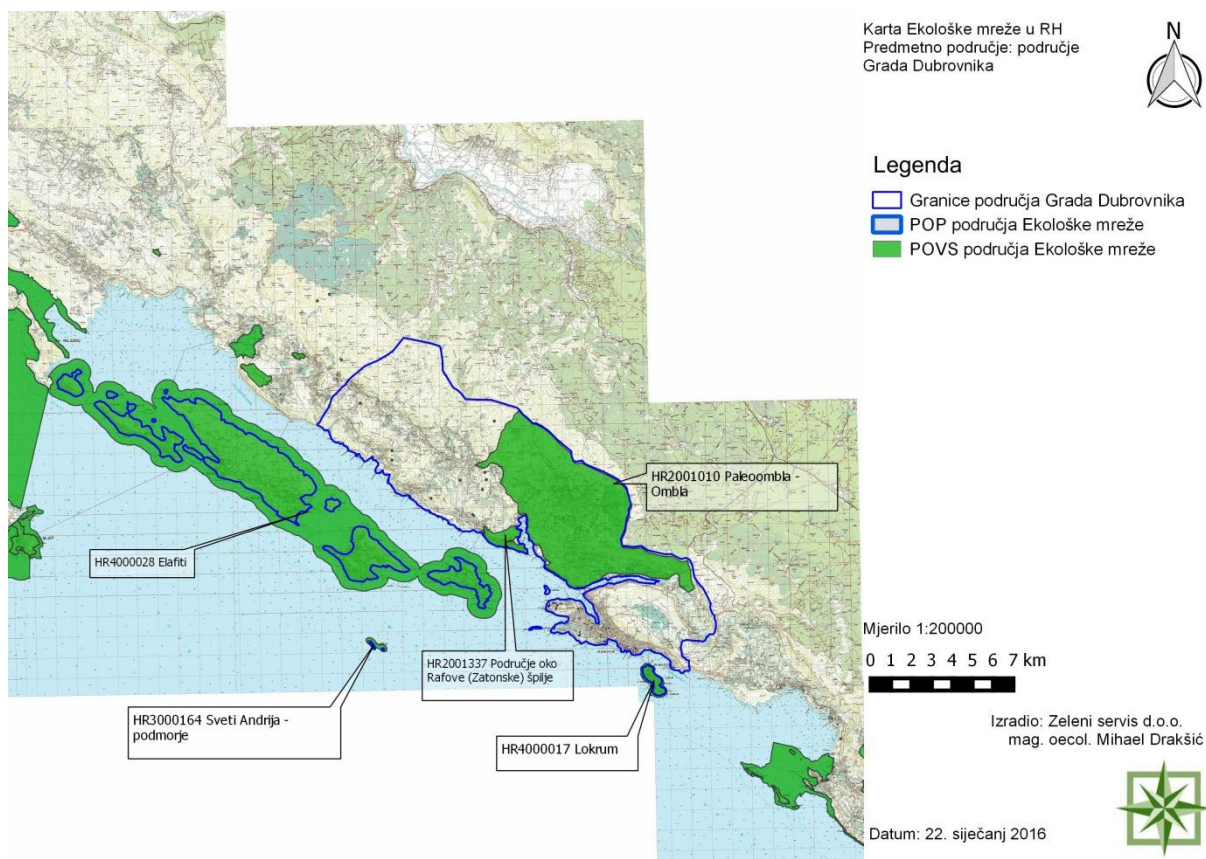 Karta Ekološke mreže u RH
Predmetno područje: područje
Grada Dubrovnika
N
Legenda
Granice područja Grada Dubrovnika
POP područja Ekološke mreže
POVS područja Ekološke mreže
HR2001010 Paleoombla -
Ombla
HR4000028 Elafiti
HR2001337 Područje oko
Rafove (Zatonske) špilje
HR3000164 Sveti Andrija -
podmorje
HR4000017 Lokrum
Mjerilo 1:200000
0 1 2 3 4 5 6 7 km
Izradio: Zeleni servis d.o.o.
mag. oecol. Mihael Drakšić
Datum: 22. siječanj 2016